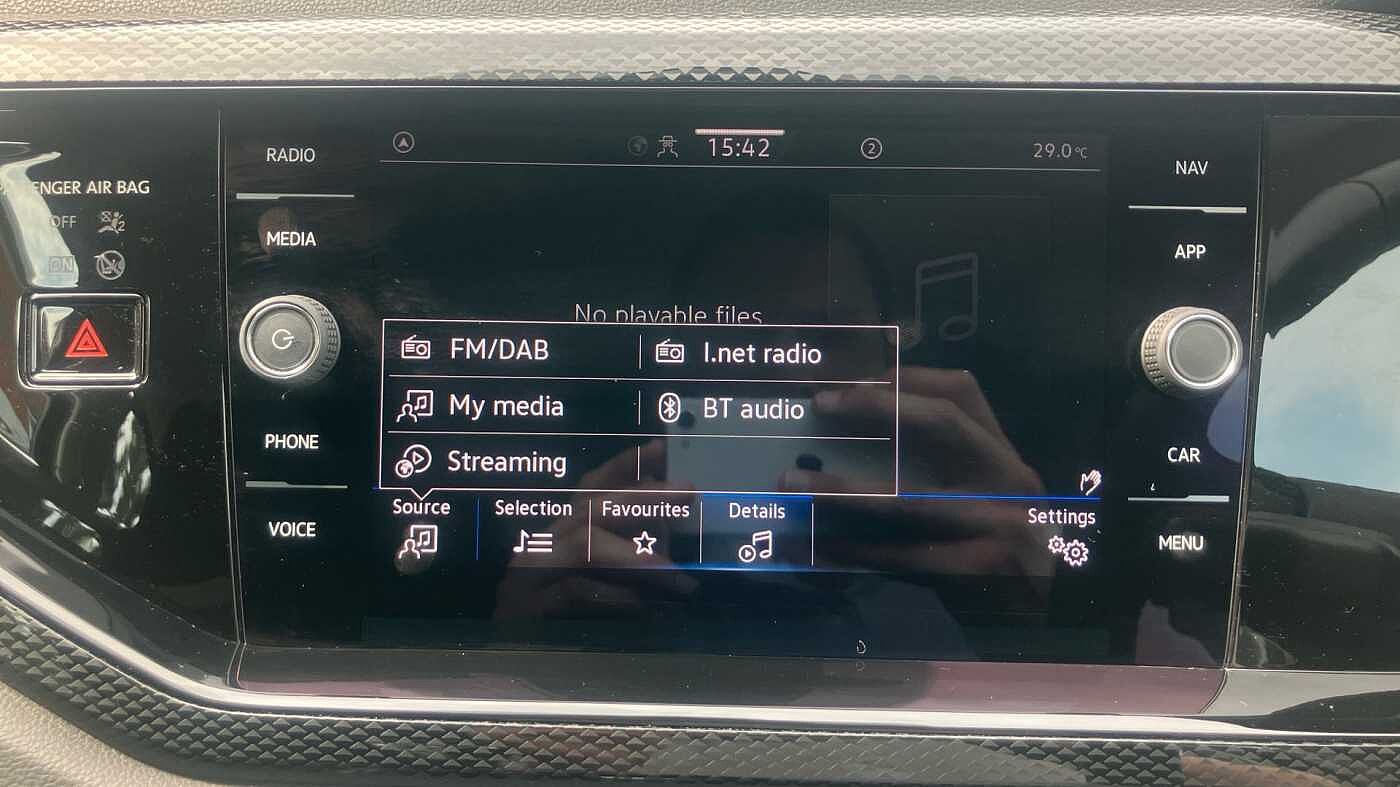 RADIO
15:42
2
29.0°C
NAV
ENGER AIR BAG
OFF
2
MEDIA
APP
ON
No playable files
FM/DAB
I.net radio
My media
BT audio
PHONE
CAR
Streaming
Source
Selection
Favourites
Details
Settings
VOICE
MENU